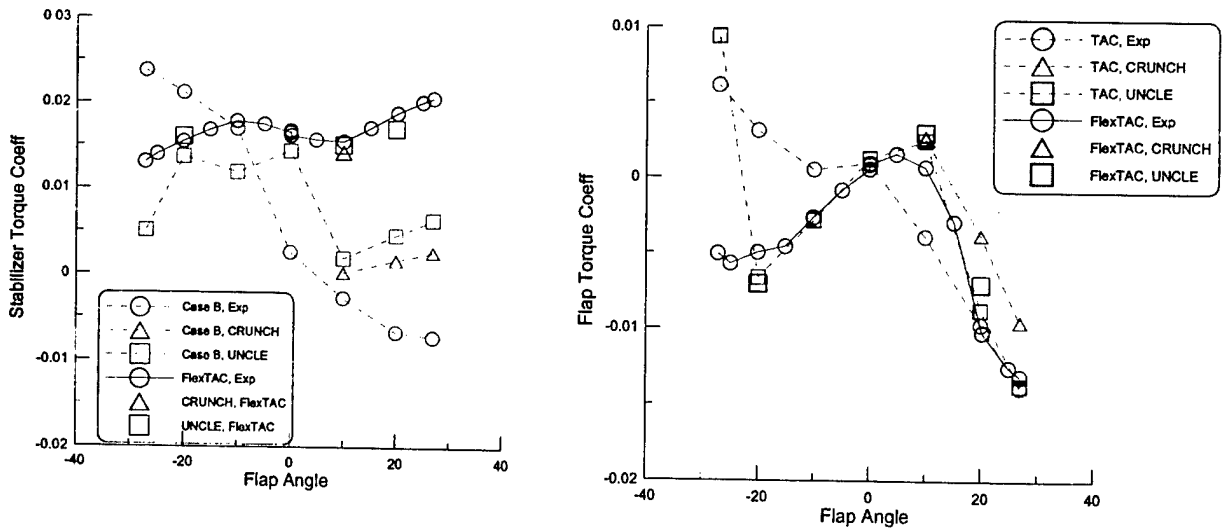 0.03
0.02
0.01
0
-0.01
-0.02
Stabilizer Torque Coeff
Case B, Exp
Case B, CRUNCH
Case B, UNCLE
FlexTAC, Exp
CRUNCH, FlexTAC
UNCLE, FlexTAC
-40
-20
0
20
40
Flap Angle
0.01
0
-0.01
-0.02
Flap Torque Coeff
TAC, Exp
TAC, CRUNCH
TAC, UNCLE
FlexTAC, Exp
FlexTAC, CRUNCH
FlexTAC, UNCLE
-40
-20
0
20
40
Flap Angle